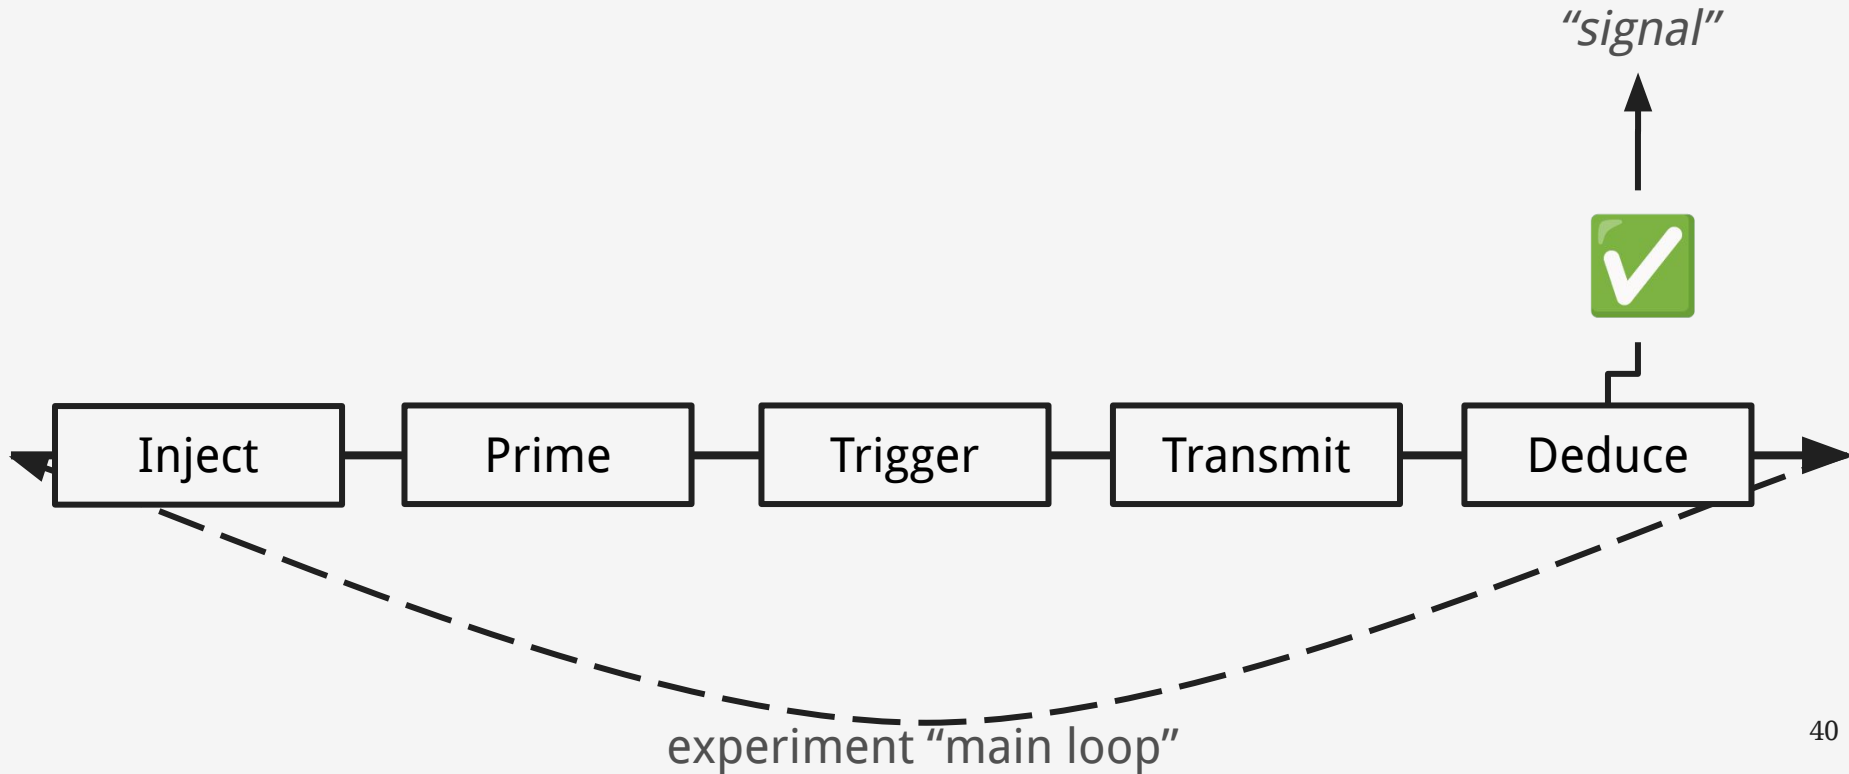 “signal”
Inject
Prime
Trigger
Transmit
Deduce
experiment “main loop”
40